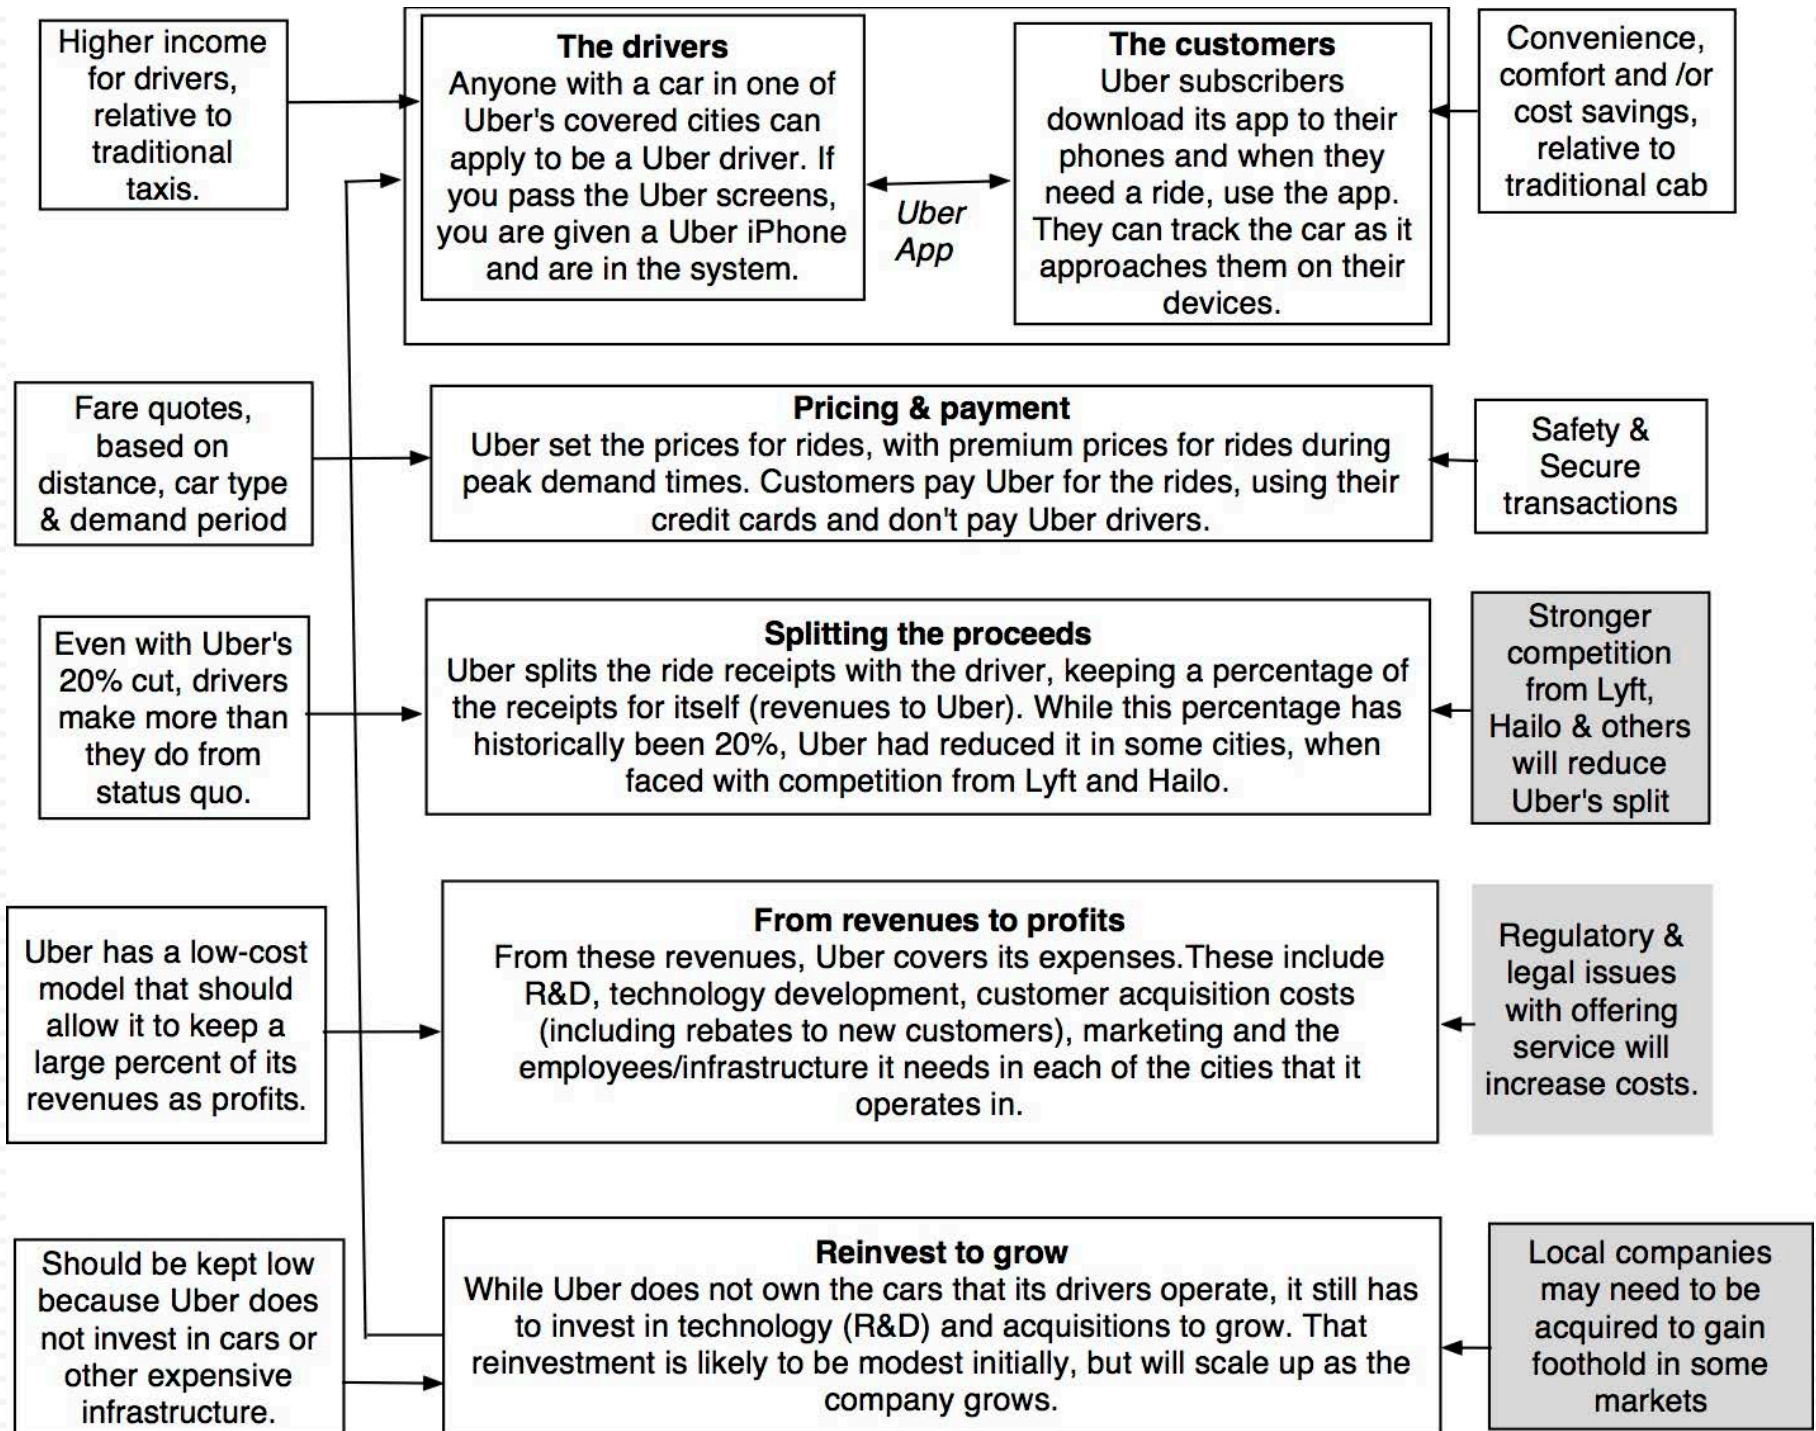 Higher income
for drivers,
relative to
traditional
taxis.
The drivers
Anyone with a car in one of
Uber's covered cities can
apply to be a Uber driver. If
you pass the Uber screens,
you are given a Uber iPhone
and are in the system.
Uber
App
The customers
Uber subscribers
download its app to their
phones and when they
need a ride, use the app.
They can track the car as it
approaches them on their
devices.
Convenience,
comfort and /or
cost savings,
relative to
traditional cab
Fare quotes,
based on
distance, car type
& demand period
Pricing & payment
Uber set the prices for rides, with premium prices for rides during
peak demand times. Customers pay Uber for the rides, using their
credit cards and don't pay Uber drivers.
Safety &
Secure
transactions
Even with Uber's
20% cut, drivers
make more than
they do from
status quo.
Splitting the proceeds
Uber splits the ride receipts with the driver, keeping a percentage of
the receipts for itself (revenues to Uber). While this percentage has
historically been 20%, Uber had reduced it in some cities, when
faced with competition from Lyft and Hailo.
Stronger
competition
from Lyft,
Hailo & others
will reduce
Uber's split
Uber has a low-cost
model that should
allow it to keep a
large percent of its
revenues as profits.
From revenues to profits
From these revenues, Uber covers its expenses.These include
R&D, technology development, customer acquisition costs
(including rebates to new customers), marketing and the
employees/infrastructure it needs in each of the cities that it
operates in.
Regulatory &
legal issues
with offering
service will
increase costs.
Should be kept low
because Uber does
not invest in cars or
other expensive
infrastructure.
Reinvest to grow
While Uber does not own the cars that its drivers operate, it still has
to invest in technology (R&D) and acquisitions to grow. That
reinvestment is likely to be modest initially, but will scale up as the
company grows.
Local companies
may need to be
acquired to gain
foothold in some
markets